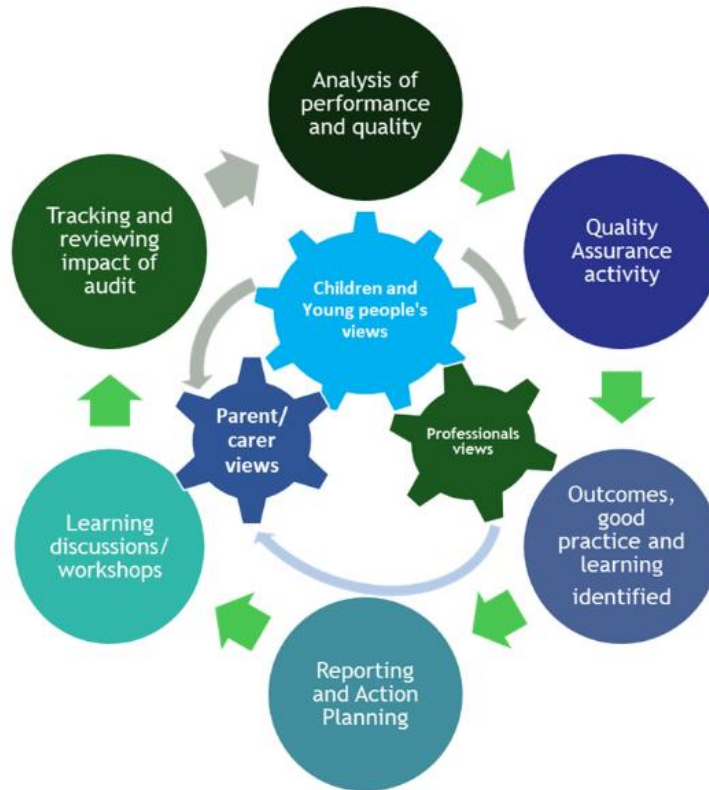 Analysis of
performance
and quality
Quality
Assurance
activity
Outcomes,
good
practice and
learning
identified
Reporting
and Action
Planning
Learning
discussions/
workshops
Tracking and
reviewing
impact of
audit
Children and
Young people's
views
Parent/
carer
views
Professionals
views